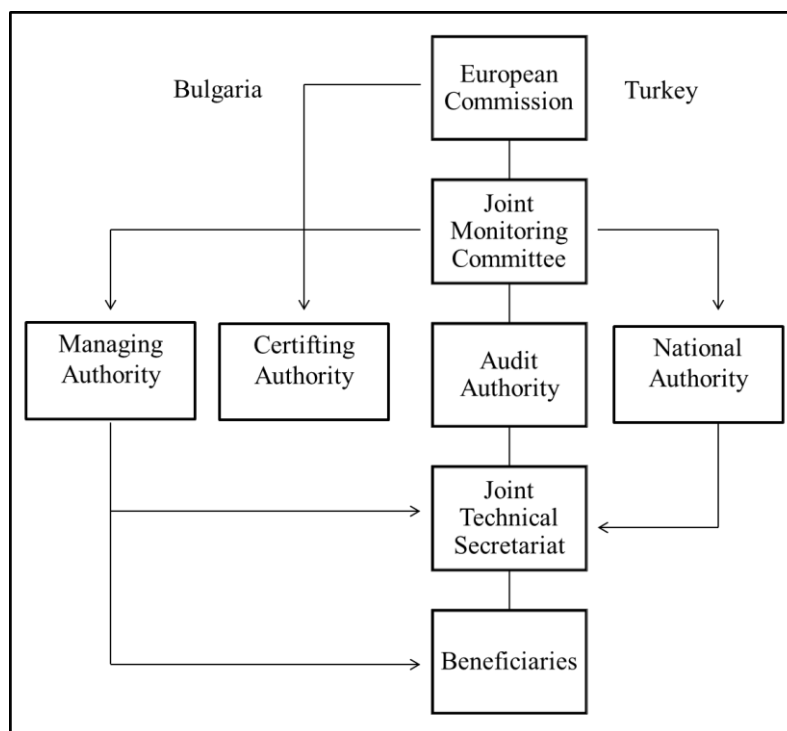 Bulgaria
European
Commission
Turkey
Joint
Monitoring
Committee
Managing
Authority
Certifting
Authority
Audit
Authority
National
Authority
Joint
Technical
Secretariat
Beneficiaries